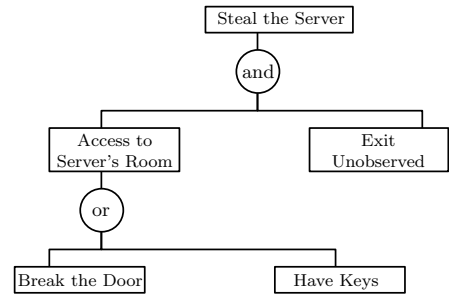 Steal the Server
and
Access to
Server's Room
Exit
Unobserved
or
Break the Door
Have Keys